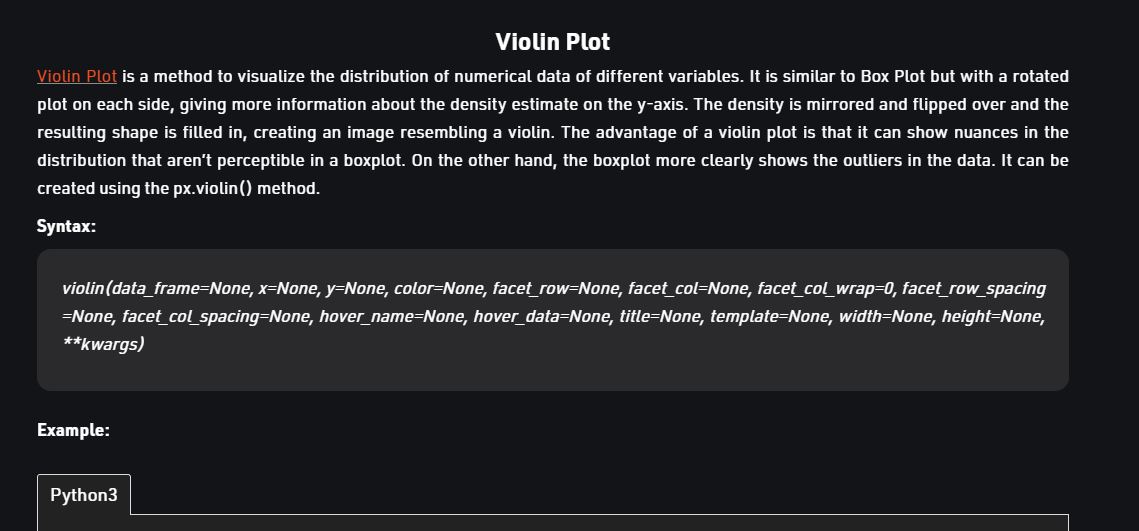 Violin Plot
Violin Plot is a method to visualize the distribution of numerical data of different variables. It is similar to Box Plot but with a rotated
plot on each side, giving more information about the density estimate on the y-axis. The density is mirrored and flipped over and the
resulting shape is filled in, creating an image resembling a violin. The advantage of a violin plot is that it can show nuances in the
distribution that aren’t perceptible in a boxplot. On the other hand, the boxplot more clearly shows the outliers in the data. It can be
created using the px.violin() method.
Syntax:
violin(data_frame=None, x=None, y=None, color=None, facet_row=None, facet_col=None, facet_col_wrap=0, facet_row_spacing
=None, facet_col_spacing=None, hover_name=None, hover_data=None, title=None, template=None, width=None, height=None,
**kwargs)
Example:
Python3